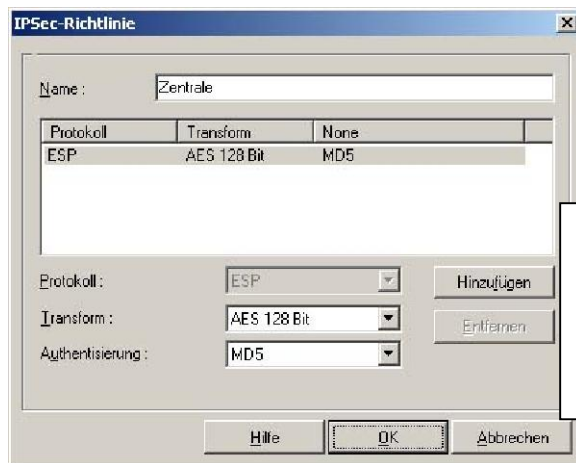 IPSec-Richtlinie
Name : Zentrale
Protokoll Transform None
ESP AES 128 Bit MD5
Protokoll : ESP Hinzufügen
Transform : AES 128 Bit Entfernen
Authentisierung : MD5
Hilfe OK Abbrechen